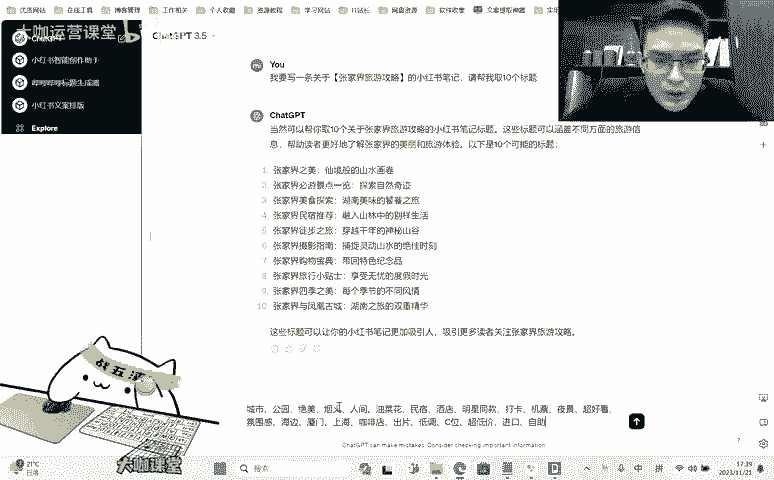 优质网站 在线工具 博客管理 工作相关 个人收藏 资源教程 学习网站 IT站长 网盘资源 软件收集 文案提取神器
大咖运营课堂
ChatGPT 3.5
小红书智能创作助手
小红书文案排版
Explore
You
我要写一条关于【张家界旅游攻略】的小红书笔记，请帮我取10个标题
ChatGPT
当然可以帮你取10个关于张家界旅游攻略的小红书笔记标题。这些标题可以涵盖不同方面的旅游信
息，帮助读者更好地了解张家界的美丽和旅游体验。以下是10个可能的标题：
1. 张家界之美：仙境般的山水画卷
2. 张家界必游景点一览：探索自然奇迹
3. 张家界美食探索：湖南美味的饕餮之旅
4. 张家界民宿推荐：融入山林中的别样生活
5. 张家界徒步之旅：穿越千年的神秘山谷
6. 张家界摄影指南：捕捉灵动山水的绝佳时刻
7. 张家界购物宝典：带回特色纪念品
8. 张家界旅行小贴士：享受无忧的度假时光
9. 张家界四季之美：每个季节的不同风情
10. 张家界与凤凰古城：湖南之旅的双重精华
这些标题可以让你的小红书笔记更加吸引人，吸引更多读者关注张家界旅游攻略。
城市、公园、绝美、烟火、人间、油菜花、民宿、酒店、明星同款、打卡、机票、夜景、超好看、
氛围感、海边、厦门、上海、咖啡店、出片、低调、C位、超低价、进口、自助
ChatGPT can make mistakes. Consider checking important information.
大咖课堂
21°C
日落
搜索
中 拼
17:39
2023/11/21